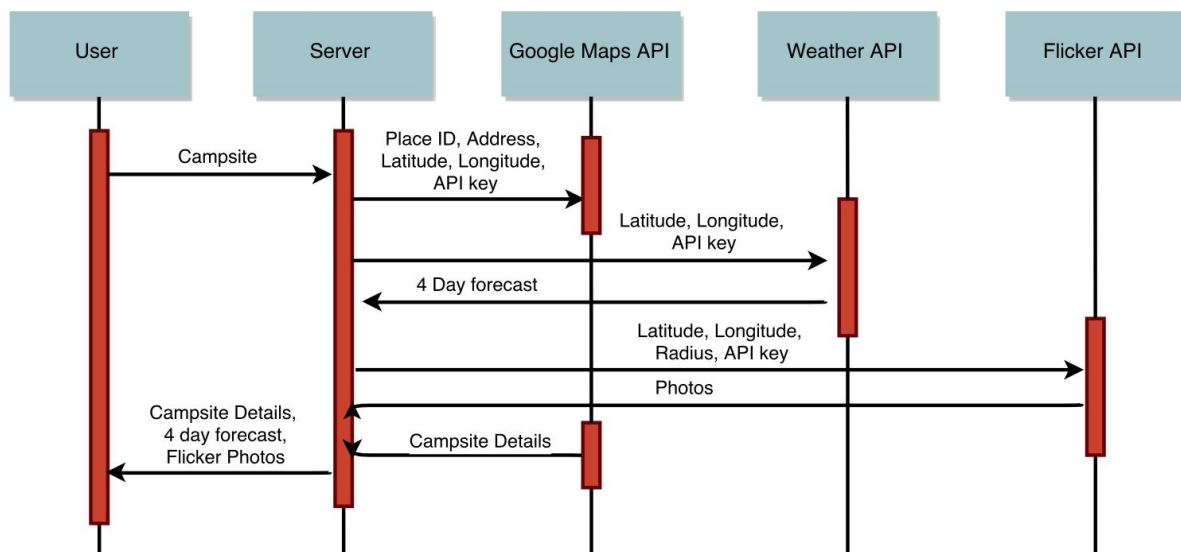 User
Server
Google Maps API
Weather API
Flicker API
Campsite
Place ID, Address,
Latitude, Longitude,
API key
Latitude, Longitude,
API key
4 Day forecast
Latitude, Longitude,
Radius, API key
Photos
Campsite Details,
4 day forecast,
Flicker Photos
Campsite Details